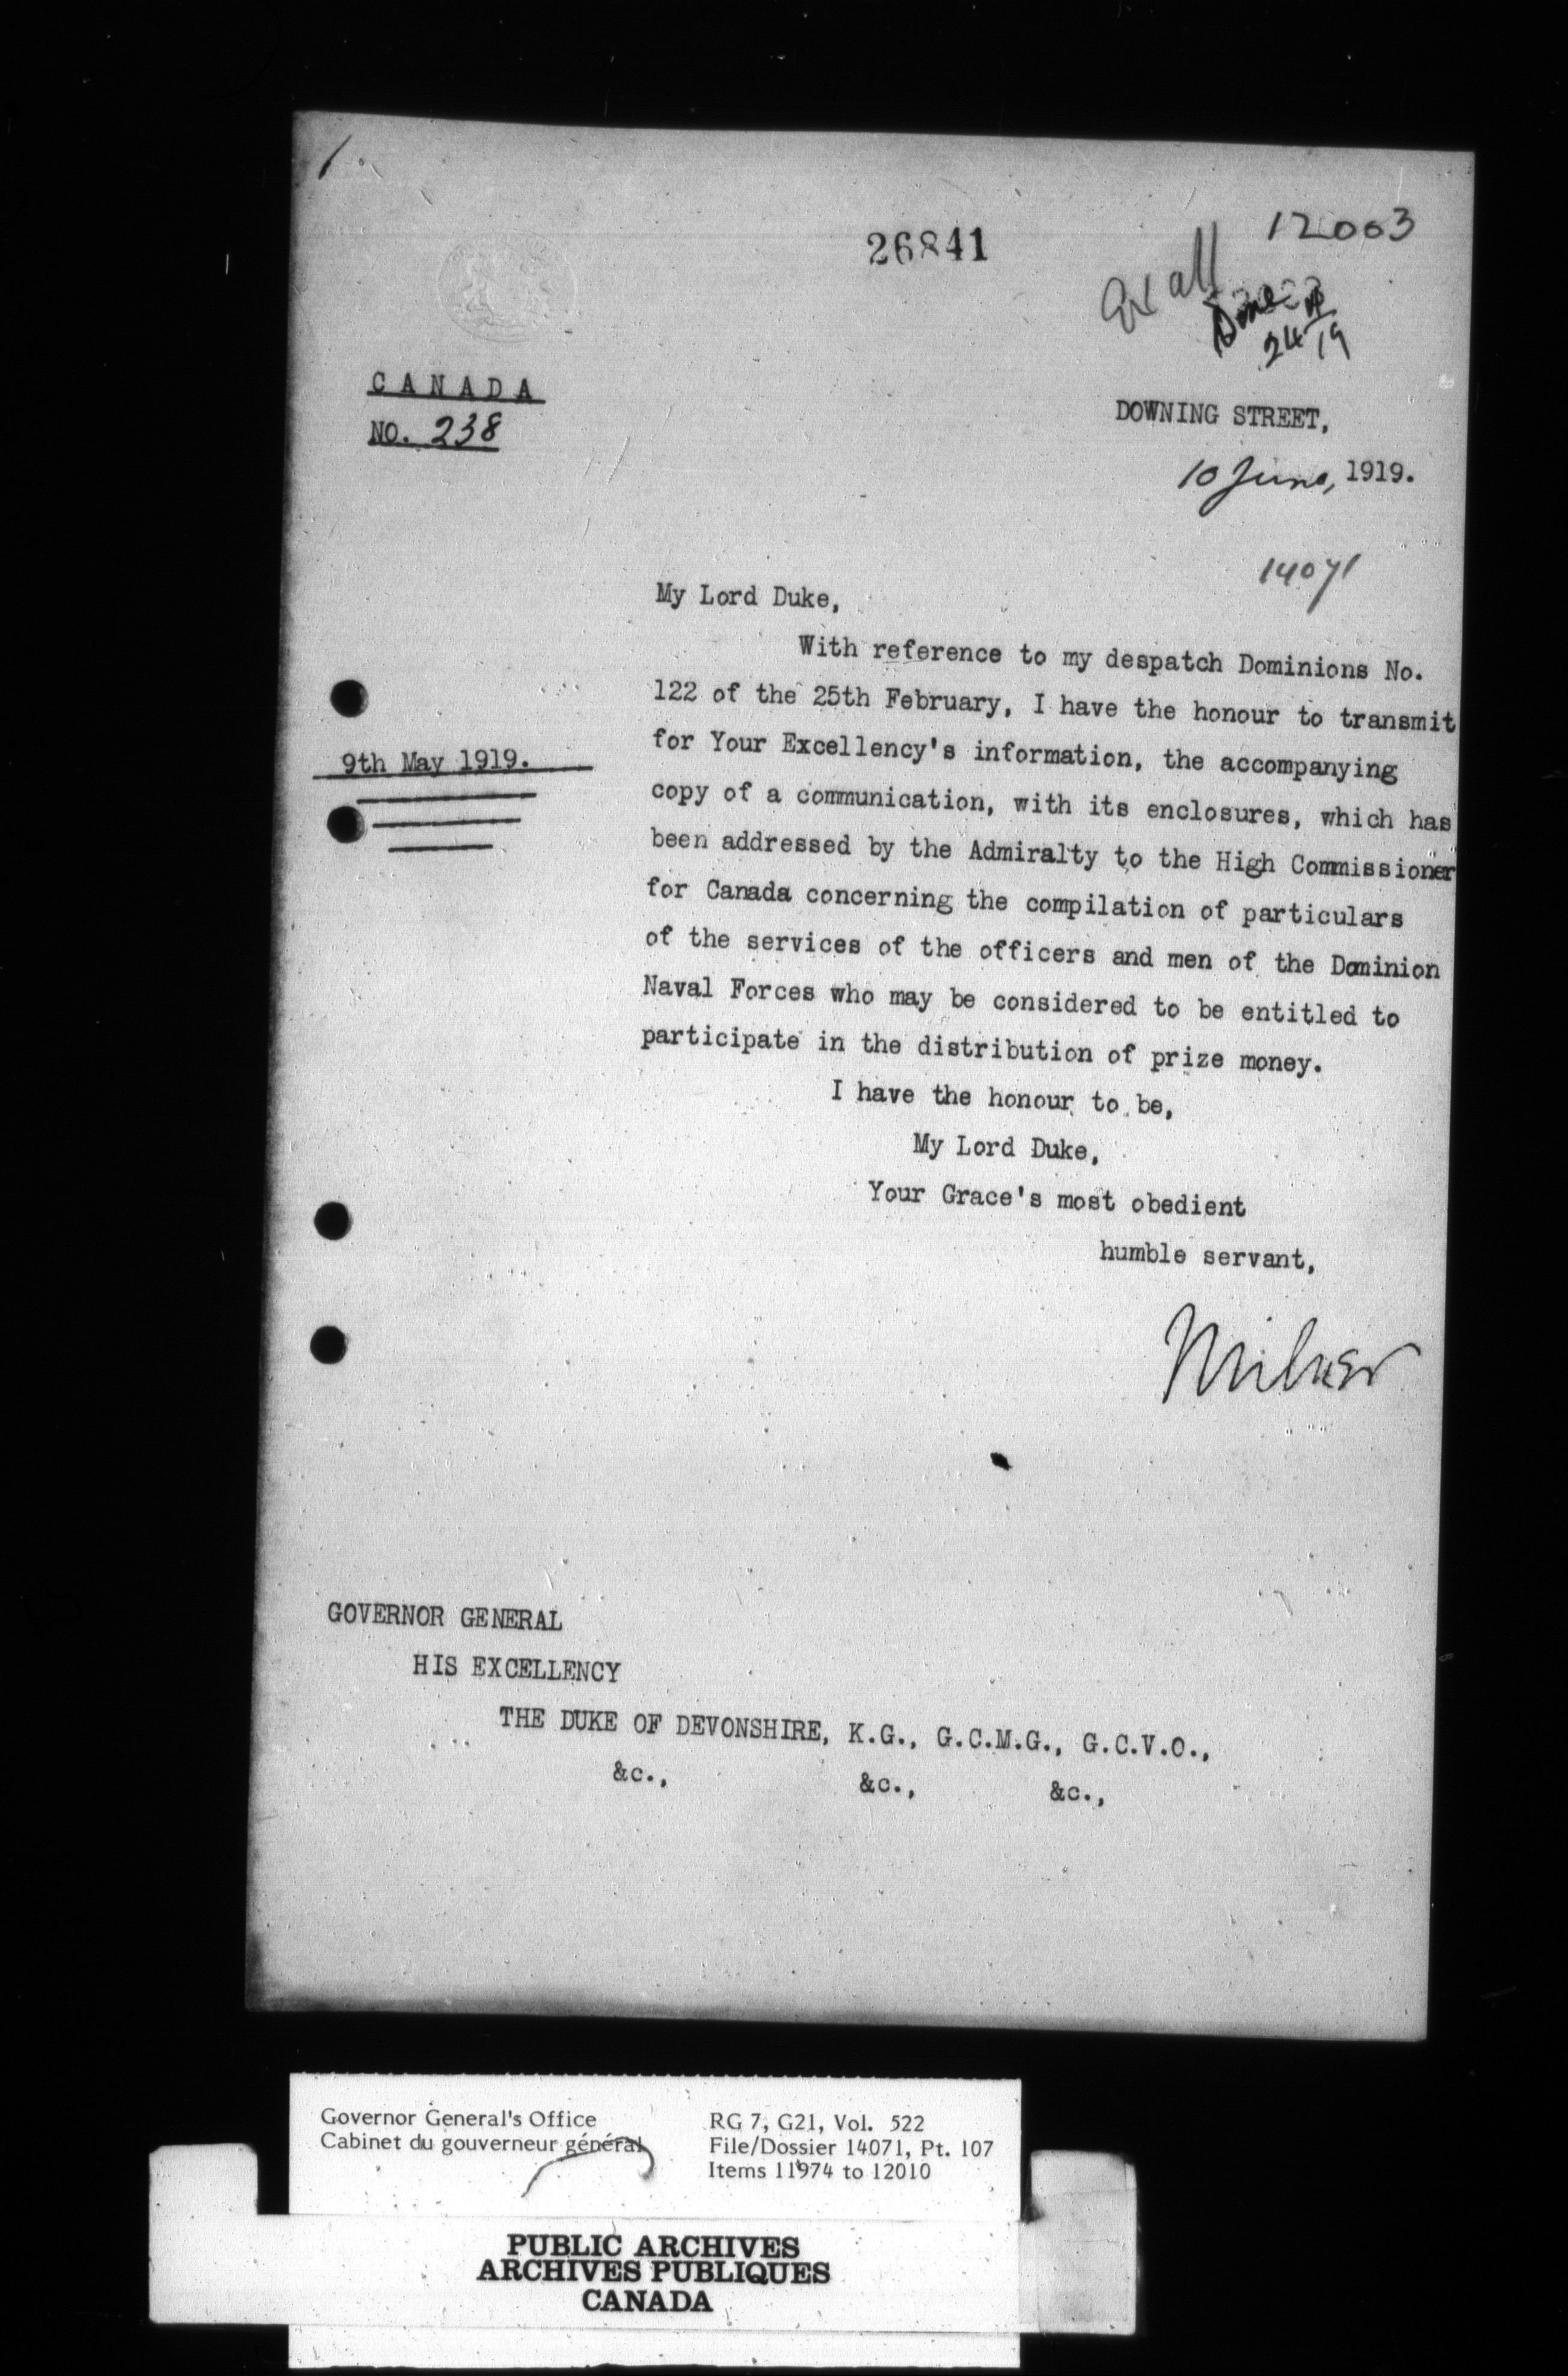 26841
12003
all
Done
24 19
CANADA
NO. 238
DOWNING STREET,
10 June, 1919.
14071
My Lord Duke,
With reference to my despatch Dominions No.
122 of the 25th February, I have the honour to transmit
for Your Excellency's information, the accompanying
9th May 1919.
copy of a communication, with its enclosures, which has
been addressed by the Admiralty to the High Commissioner
for Canada concerning the compilation of particulars
of the services of the officers and men of the Dominion
Naval Forces who may be considered to be entitled to
participate in the distribution of prize money.
I have the honour to be,
My Lord Duke,
Your Grace's most obedient
humble servant,
Milner
GOVERNOR GENERAL
HIS EXCELLENCY
THE DUKE OF DEVONSHIRE, K.G., G.C.M.G., G.C.V.O.,
&c., &c., &c.,
Governor General's Office
Cabinet du gouverneur général
RG 7, G21, Vol. 522
File/Dossier 14071, Pt. 107
Items 11974 to 12010
PUBLIC ARCHIVES
ARCHIVES PUBLIQUES
CANADA